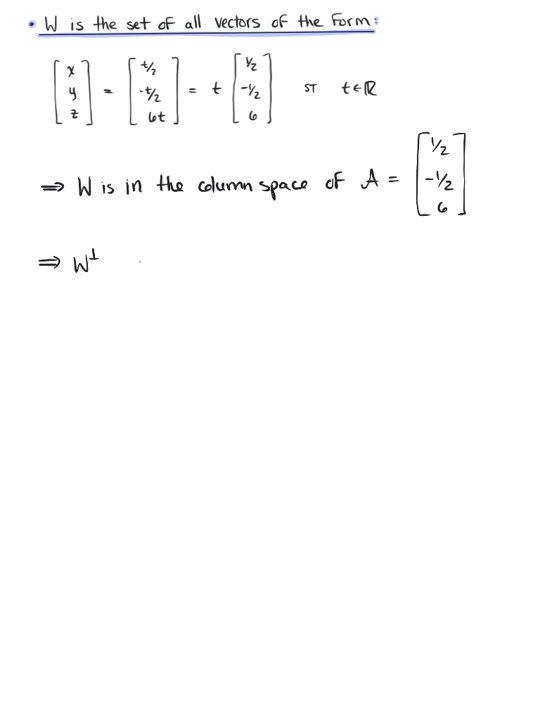 • W is the set of all vectors of the form:
[x y z] = [t/2 -t/2 6t] = t [1/2 -1/2 6] ST t∈ℝ
⇒ W is in the column space of A = [1/2 -1/2 6]
⇒ W⊥